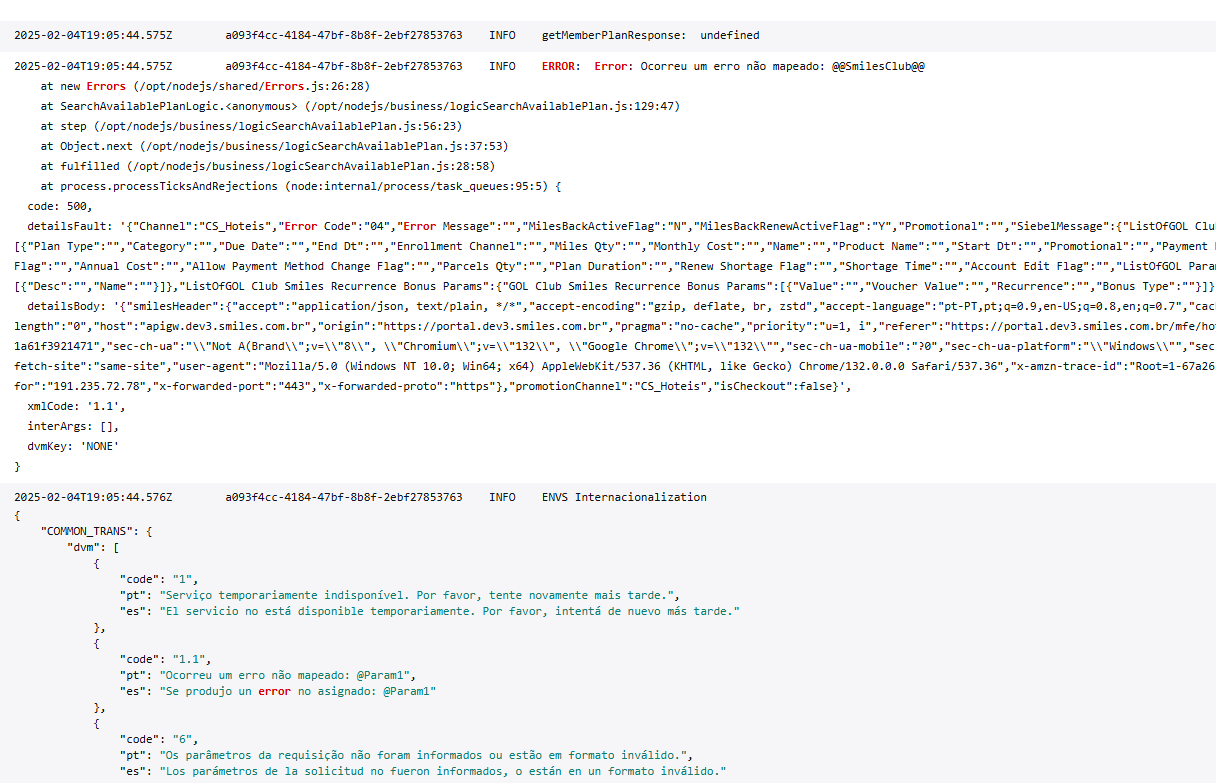 2025-02-04T19:05:44.575Z a093f4cc-4184-47bf-8b8f-2ebf27853763 INFO getMemberPlanResponse: undefined
2025-02-04T19:05:44.575Z a093f4cc-4184-47bf-8b8f-2ebf27853763 INFO ERROR: Error: Ocorreu um erro não mapeado: @@SmilesClub@@
at new Errors (/opt/nodejs/shared/Errors.js:26:28)
at SearchAvailablePlanLogic.<anonymous> (/opt/nodejs/business/logicSearchAvailablePlan.js:129:47)
at step (/opt/nodejs/business/logicSearchAvailablePlan.js:56:23)
at Object.next (/opt/nodejs/business/logicSearchAvailablePlan.js:37:53)
at fulfilled (/opt/nodejs/business/logicSearchAvailablePlan.js:28:58)
at process.processTicksAndRejections (node:internal/process/task_queues:95:5) {
code: 500,
detailsFault: '{"Channel":"CS_Hoteis","Error Code":"04","Error Message":"","MilesBackActiveFlag":"N","MilesBackRenewActiveFlag":"Y","Promotional":"","SiebelMessage":{"ListOfGOL Clu
[{"Plan Type":"","Category":"","Due Date":"","End Dt":"","Enrollment Channel":"","Miles Qty":"","Monthly Cost":"","Name":"","Product Name":"","Start Dt":"","Promotional":"","Payment
Flag":"","Annual Cost":"","Allow Payment Method Change Flag":"","Parcels Qty":"","Plan Duration":"","Renew Shortage Flag":"","Shortage Time":"","Account Edit Flag":"","ListOfGOL Para
[{"Desc":"","Name":""}]},"ListOfGOL Club Smiles Recurrence Bonus Params":{"GOL Club Smiles Recurrence Bonus Params":[{"Value":"","Voucher Value":"","Recurrence":"","Bonus Type":""}]}
detailsBody: '{"smilesHeader":{"accept":"application/json, text/plain, */*","accept-encoding":"gzip, deflate, br, zstd","accept-language":"pt-PT,pt;q=0.9,en-US;q=0.8,en;q=0.7","cac
length":"0","host":"apigw.dev3.smiles.com.br","origin":"https://portal.dev3.smiles.com.br","pragma":"no-cache","priority":"u=1, i","referer":"https://portal.dev3.smiles.com.br/mfe/ho
1a61f3921471","sec-ch-ua":"\\"Not A(Brand\\";v=\\"8\\", \\"Chromium\\";v=\\"132\\", \\"Google Chrome\\";v=\\"132\\"","sec-ch-ua-mobile":"?0","sec-ch-ua-platform":"\\"Windows\\"","sec
fetch-site":"same-site","user-agent":"Mozilla/5.0 (Windows NT 10.0; Win64; x64) AppleWebKit/537.36 (KHTML, like Gecko) Chrome/132.0.0.0 Safari/537.36","x-amzn-trace-id":"Root=1-67a26
for":"191.235.72.78","x-forwarded-port":"443","x-forwarded-proto":"https"},"promotionChannel":"CS_Hoteis","isCheckout":false}',
xmlCode: '1.1',
interArgs: [],
dvmKey: 'NONE'
}
2025-02-04T19:05:44.576Z a093f4cc-4184-47bf-8b8f-2ebf27853763 INFO ENVS Internacionalization
{
"COMMON_TRANS": {
"dvm": [
{
"code": "1",
"pt": "Serviço temporariamente indisponível. Por favor, tente novamente mais tarde.",
"es": "El servicio no está disponible temporariamente. Por favor, intentá de nuevo más tarde."
},
{
"code": "1.1",
"pt": "Ocorreu um erro não mapeado: @Param1",
"es": "Se produjo un error no asignado: @Param1"
},
{
"code": "6",
"pt": "Os parâmetros da requisição não foram informados ou estão em formato inválido.",
"es": "Los parámetros de la solicitud no fueron informados, o están en un formato inválido."